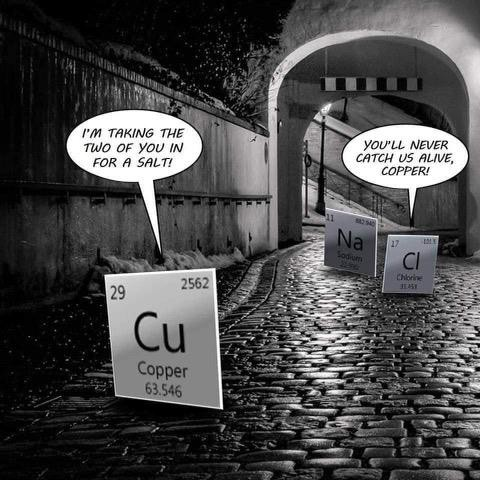 I'M TAKING THE
TWO OF YOU IN
FOR A SALT!
YOU'LL NEVER
CATCH US ALIVE,
COPPER!
11
Na
Sodium
17
Cl
Chlorine
29 2562
Cu
Copper
63.546